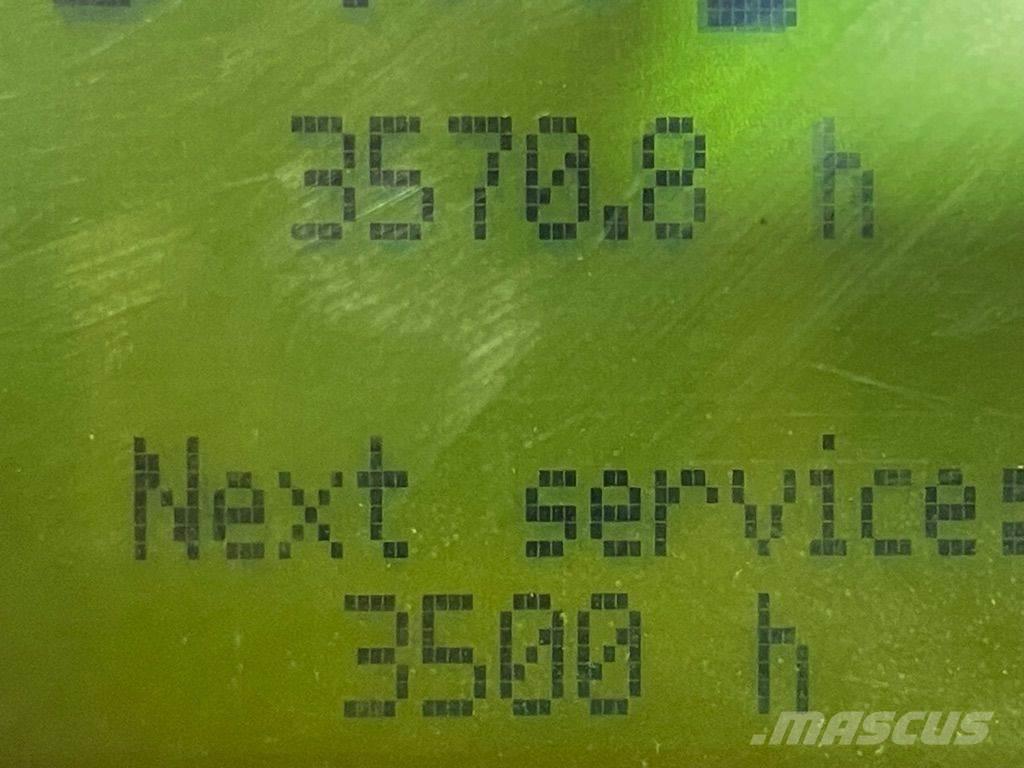 3570.8 h
Next service
3500 h
.mascus